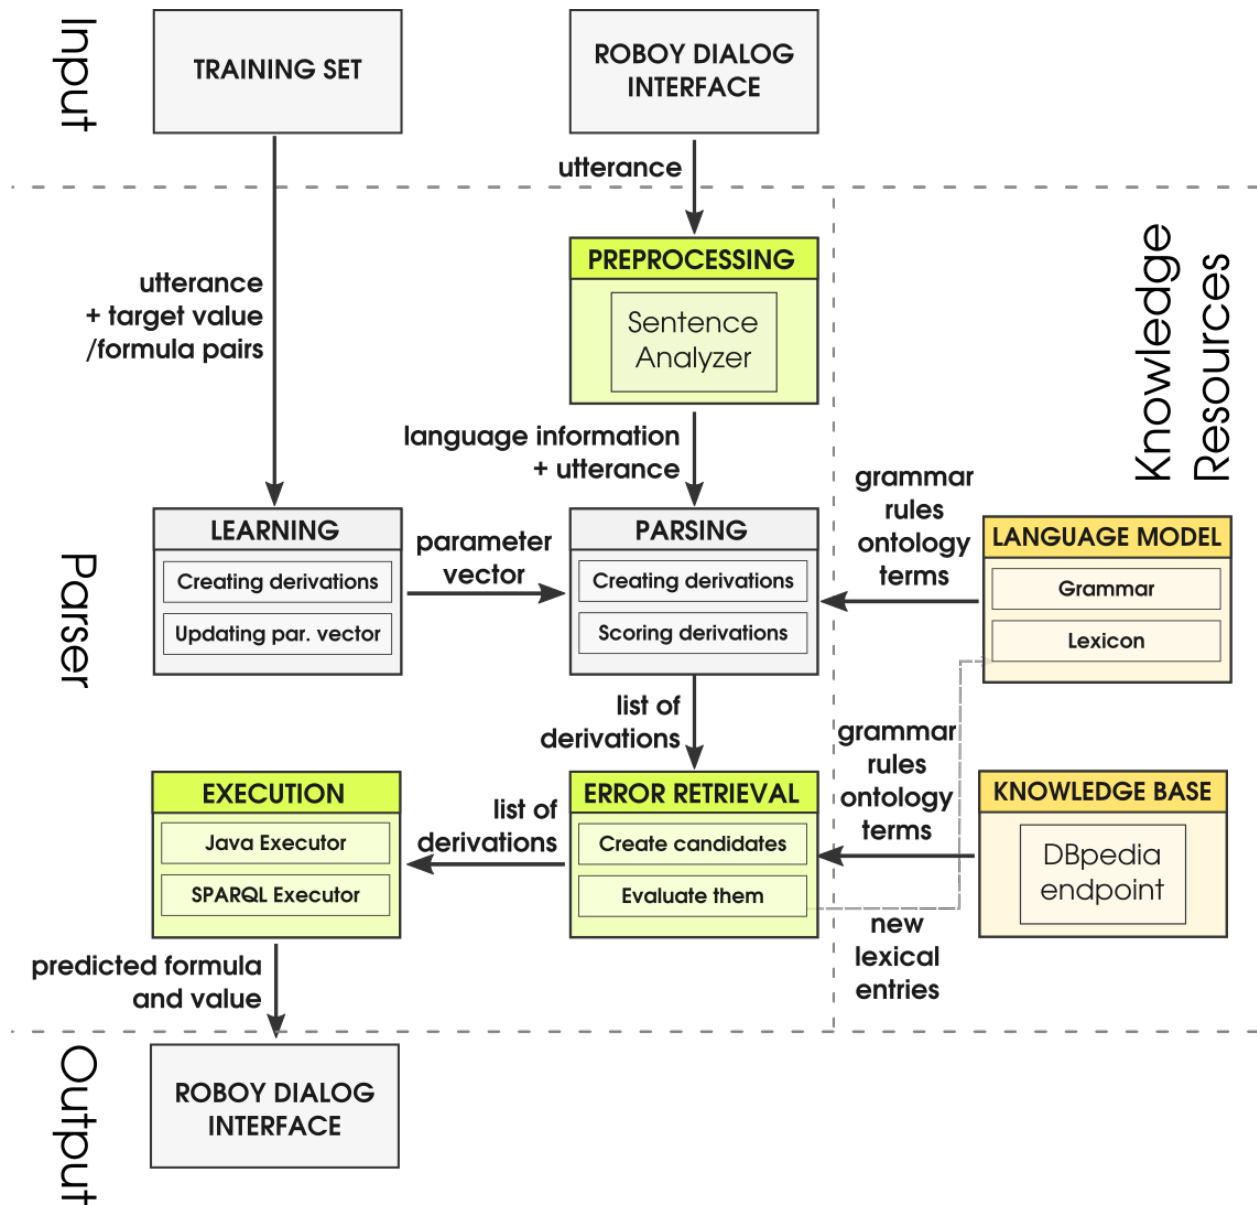 Input
TRAINING SET
ROBOY DIALOG
INTERFACE
utterance
Knowledge
Resources
PREPROCESSING
Sentence
Analyzer
utterance
+ target value
/formula pairs
language information
+ utterance
Parser
LEARNING
Creating derivations
Updating par. vector
parameter
vector
PARSING
Creating derivations
Scoring derivations
grammar
rules
ontology
terms
LANGUAGE MODEL
Grammar
Lexicon
list of
derivations
EXECUTION
Java Executor
SPARQL Executor
list of
derivations
ERROR RETRIEVAL
Create candidates
Evaluate them
grammar
rules
ontology
terms
KNOWLEDGE BASE
DBpedia
endpoint
new
lexical
entries
predicted formula
and value
Output
ROBOY DIALOG
INTERFACE